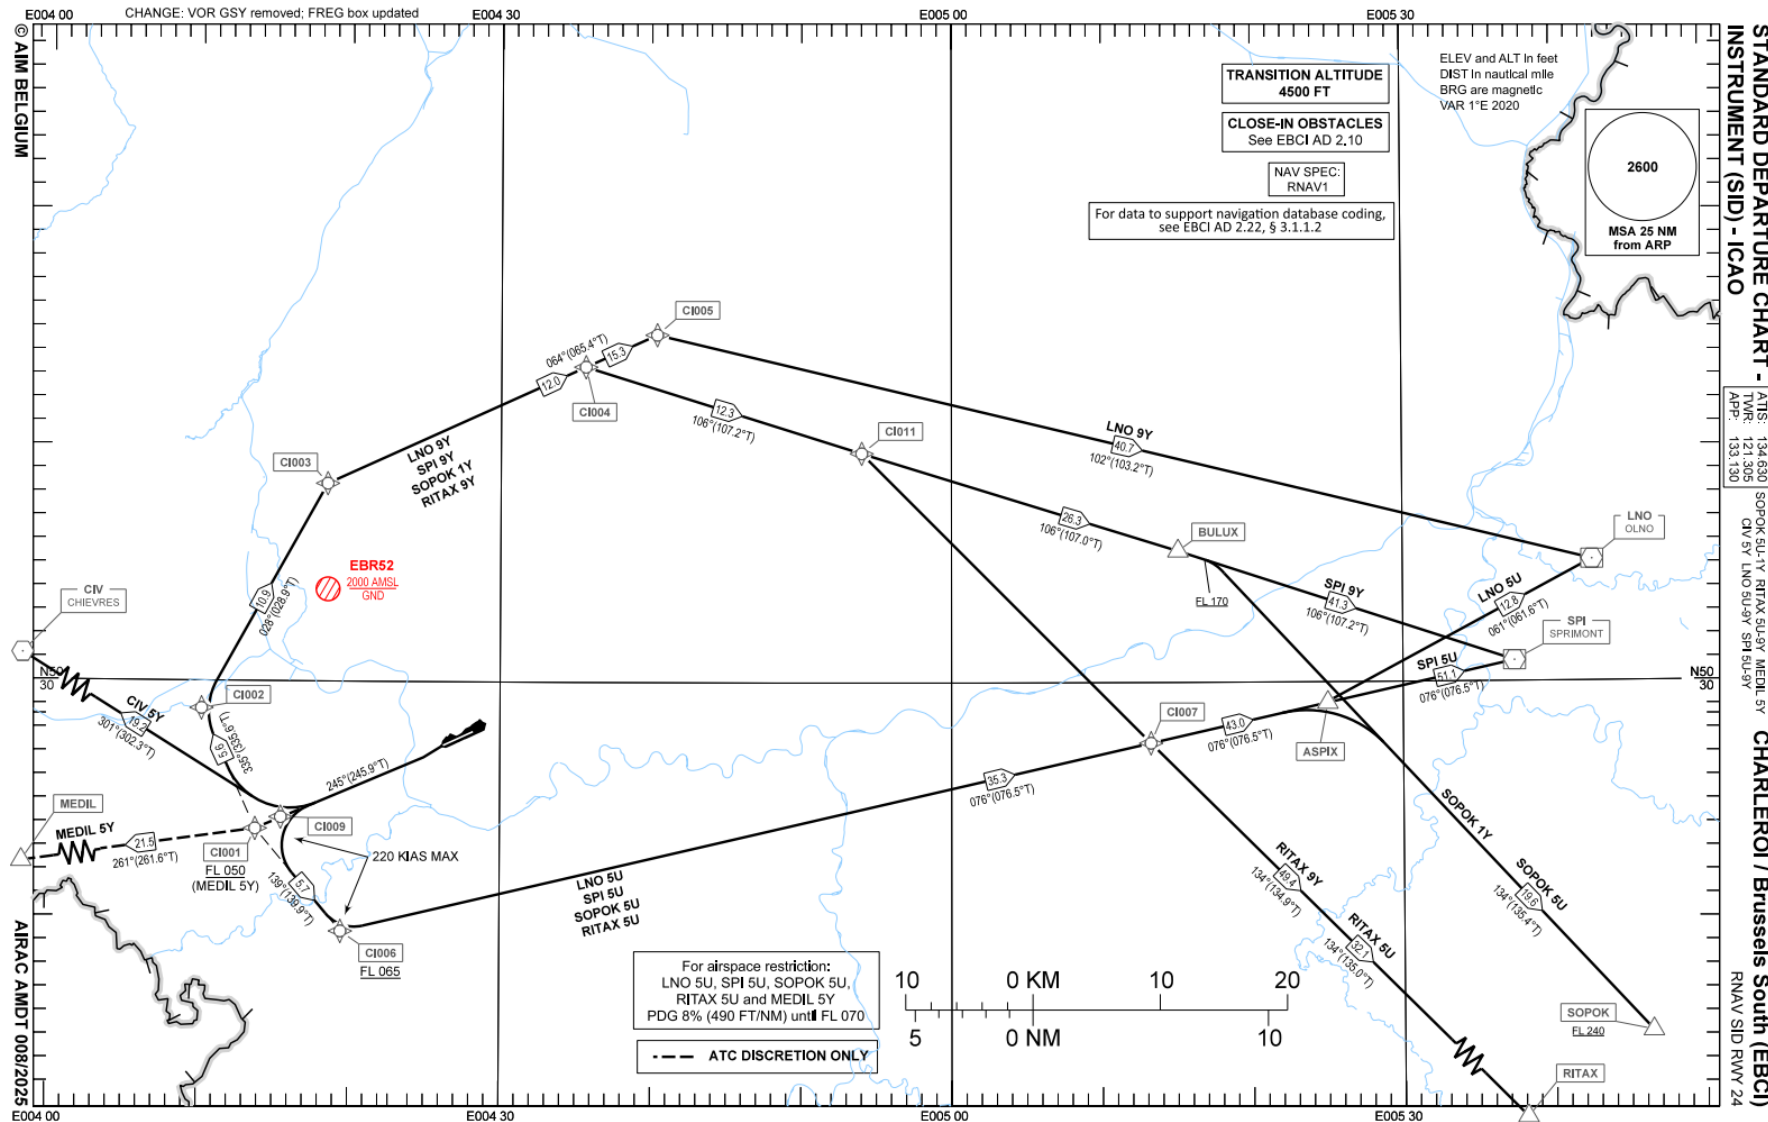 CHANGE: VOR GSY removed; FREG box updated
E004 00
E004 30
E005 00
E005 30
© AIM BELGIUM
STANDARD DEPARTURE CHART -
INSTRUMENT (SID) - ICAO
ATIS: 134.630
TWR: 121.305
APP: 133.130
SOPOK 5U-1Y RITAX 5U-9Y MEDIL 5Y
CIV 5Y LNO 5U-9Y SPI 5U-9Y
CHARLEROI / Brussels South (EBCI)
RNAV SID RWY 24
ELEV and ALT in feet
DIST in nautical mile
BRG are magnetic
VAR 1°E 2020
TRANSITION ALTITUDE
4500 FT
CLOSE-IN OBSTACLES
See EBCI AD 2.10
NAV SPEC:
RNAV1
For data to support navigation database coding,
see EBCI AD 2.22, § 3.1.1.2
2600
MSA 25 NM
from ARP
CI005
064°(065.4°T)
15.3
12.0
CI004
12.3
106°(107.2°T)
CI011
LNO 9Y
40.7
102°(103.2°T)
CI003
LNO 9Y
SPI 9Y
SOPOK 1Y
RITAX 9Y
26.3
106°(107.0°T)
BULUX
FL 170
LNO
OLNO
EBR52
2000 AMSL
GND
10.9
028°(028.9°T)
CIV
CHIEVRES
SPI 9Y
41.3
106°(107.2°T)
LNO 5U
12.8
061°(061.6°T)
SPI
SPRIMONT
SPI 5U
51.1
076°(076.5°T)
N50
30
N50
30
CI002
CIV 5Y
19.2
301°(302.3°T)
5.6
335°(335.6°T)
245°(245.9°T)
CI007
43.0
076°(076.5°T)
ASPIX
35.3
076°(076.5°T)
MEDIL
MEDIL 5Y
21.5
261°(261.6°T)
CI001
FL 050
(MEDIL 5Y)
CI009
220 KIAS MAX
5.7
139°(139.9°T)
CI006
FL 065
LNO 5U
SPI 5U
SOPOK 5U
RITAX 5U
SOPOK 1Y
SOPOK 5U
19.6
134°(135.4°T)
RITAX 9Y
49.4
134°(134.9°T)
RITAX 5U
32.1
134°(135.0°T)
SOPOK
FL 240
RITAX
For airspace restriction:
LNO 5U, SPI 5U, SOPOK 5U,
RITAX 5U and MEDIL 5Y
PDG 8% (490 FT/NM) until FL 070
ATC DISCRETION ONLY
10 0 KM 10 20
5 0 NM 10
AIRAC AMDT 008/2025
E004 00
E004 30
E005 00
E005 30